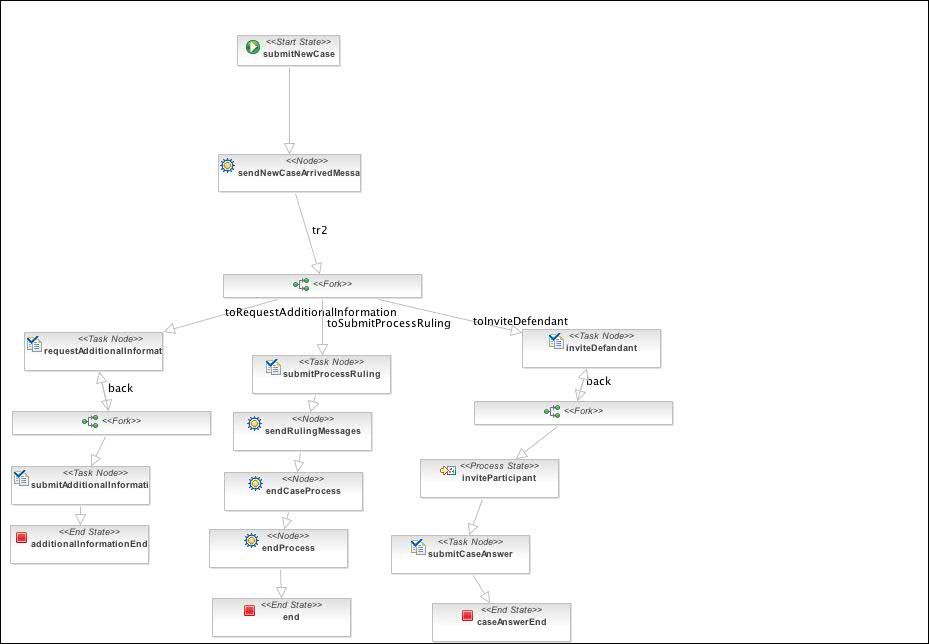 <<Start State>>
submitNewCase
<<Node>>
sendNewCaseArrivedMessa
tr2
<<Fork>>
toRequestAdditionalInformation
toSubmitProcessRuling
toInviteDefendant
<<Task Node>>
requestAdditionalInformat
<<Task Node>>
submitProcessRuling
<<Task Node>>
inviteDefandant
back
back
<<Fork>>
<<Node>>
sendRulingMessages
<<Fork>>
<<Task Node>>
submitAdditionalInformati
<<Node>>
endCaseProcess
<<Process State>>
inviteParticipant
<<End State>>
additionalInformationEnd
<<Node>>
endProcess
<<Task Node>>
submitCaseAnswer
<<End State>>
end
<<End State>>
caseAnswerEnd